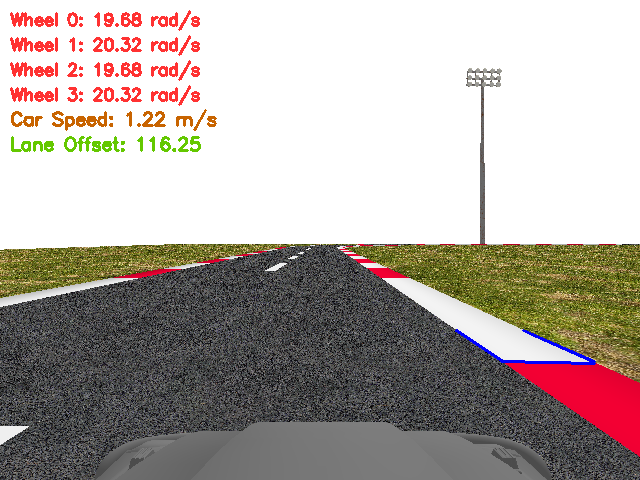 Wheel 0: 19.68 rad/s
Wheel 1: 20.32 rad/s
Wheel 2: 19.68 rad/s
Wheel 3: 20.32 rad/s
Car Speed: 1.22 m/s
Lane Offset: 116.25